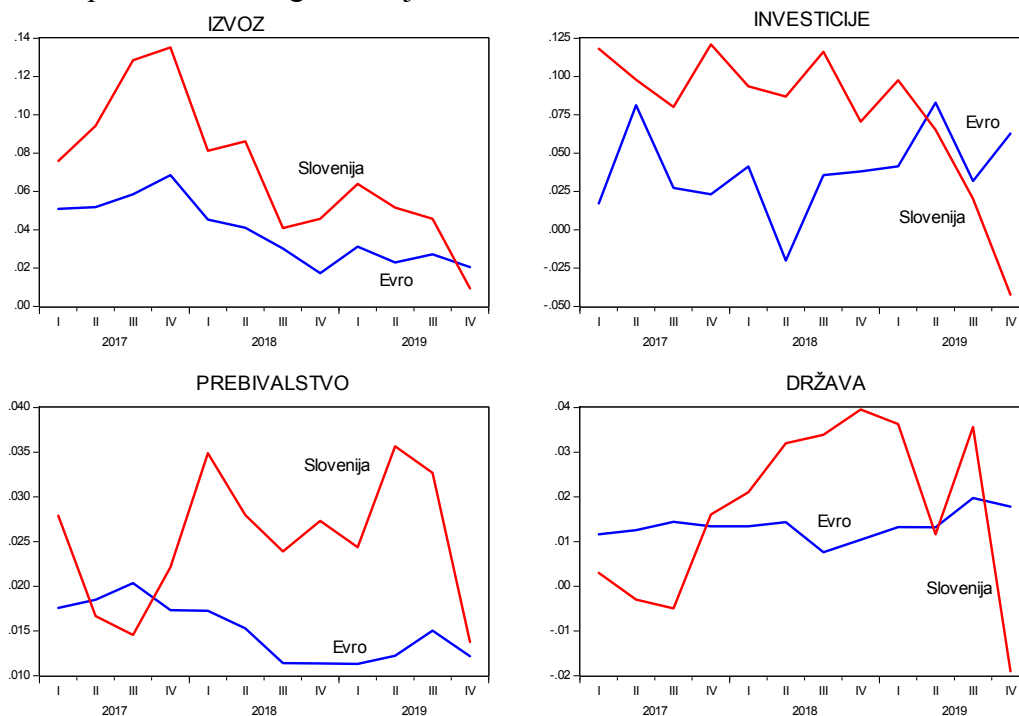 IZVOZ
.14
.12
.10
.08
.06
.04
.02
.00
Slovenija
Evro
I II III IV I II III IV I II III IV
2017 2018 2019
INVESTICIJE
.125
.100
.075
.050
.025
.000
-.025
-.050
Evro
Slovenija
I II III IV I II III IV I II III IV
2017 2018 2019
PREBIVALSTVO
.040
.035
.030
.025
.020
.015
.010
Slovenija
Evro
I II III IV I II III IV I II III IV
2017 2018 2019
DRŽAVA
.04
.03
.02
.01
.00
-.01
-.02
Evro
Slovenija
I II III IV I II III IV I II III IV
2017 2018 2019